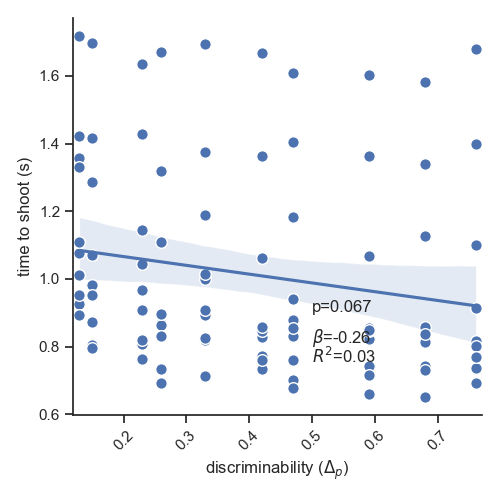 1.6
1.4
1.2
1.0
0.8
0.6
time to shoot (s)
p=0.067
β=-0.26
R²=0.03
0.2 0.3 0.4 0.5 0.6 0.7
discriminability (Δₚ)